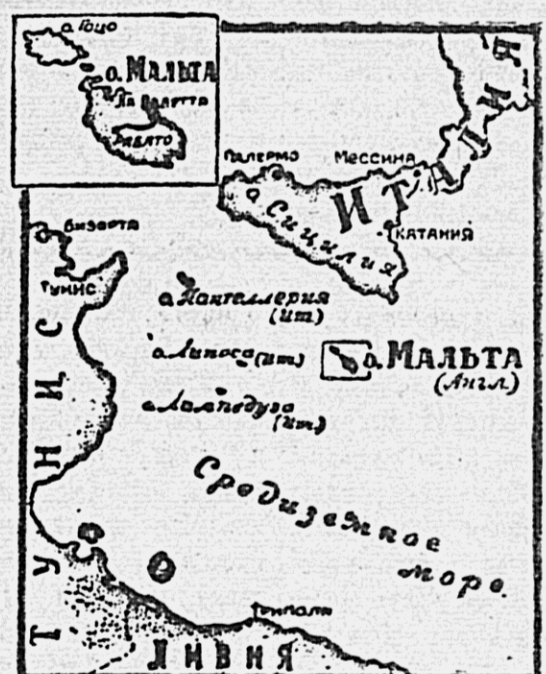 о. Гоцо
о. МАЛЬТА
Ла Валетта
РАБАТО
ИТАЛИЯ
Палермо
Мессина
о. Сицилия
КАТАНИЯ
Бизерта
Тунис
ТУНИС
о. Пантеллерия
(ит)
о. Линоса (ит)
о. МАЛЬТА
(Англ)
о. Лампедуза
(ит)
Средиземное
море
Триполи
ЛИВИЯ